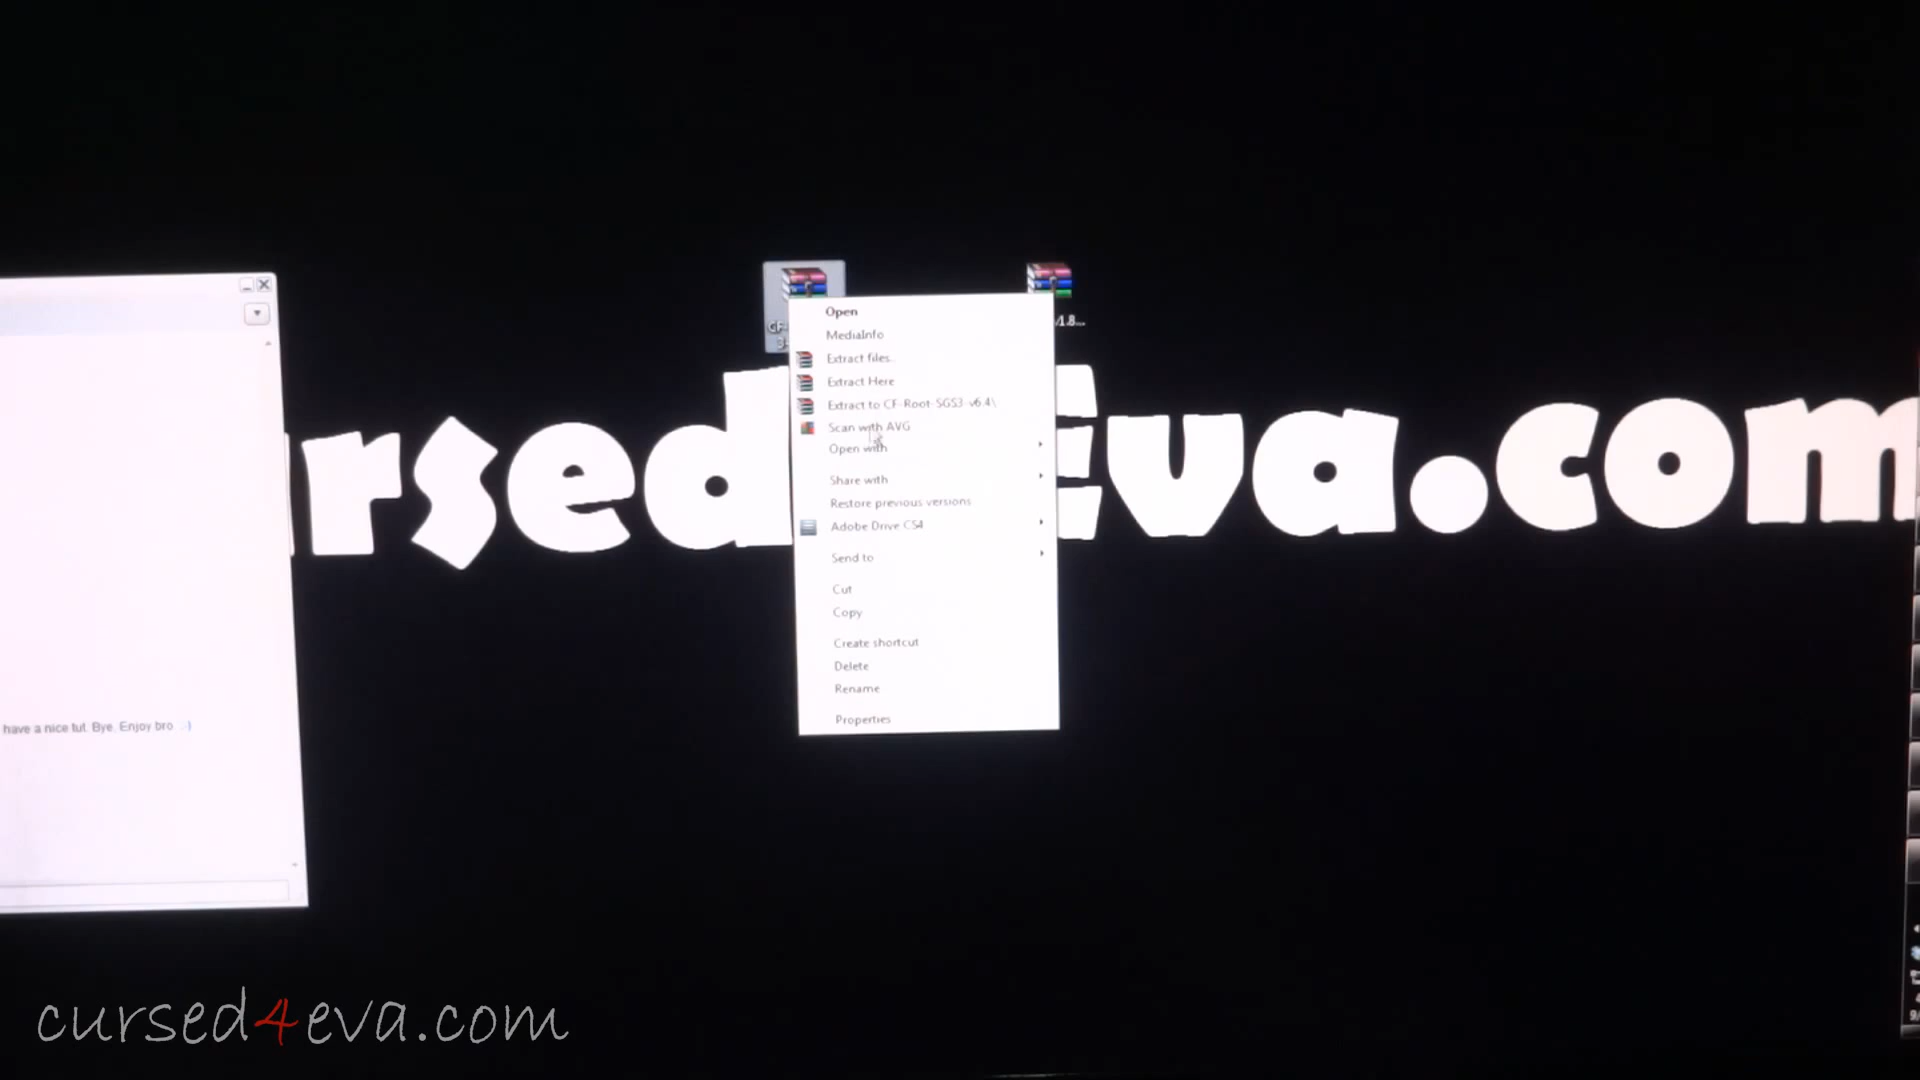 Open
MediaInfo
Extract files...
Extract Here
Extract to CF-Root-SGS3-v6.4\
Scan with AVG
Open with
Share with
Restore previous versions
Adobe Drive CS4
Send to
Cut
Copy
Create shortcut
Delete
Rename
Properties
rsed Eva.com
have a nice tut. Bye. Enjoy bro
cursed4eva.com